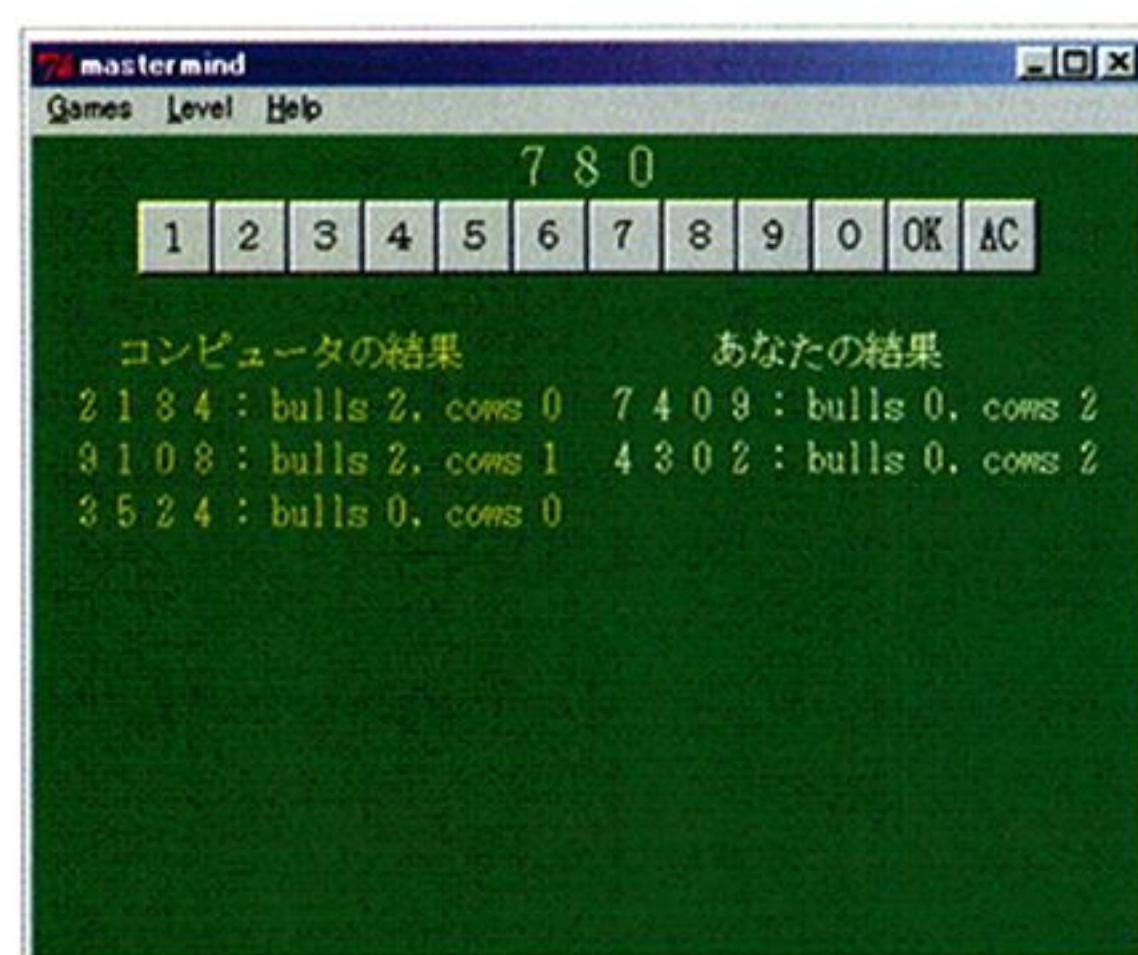 mastermind
Games Level Help
7 8 0
1 2 3 4 5 6 7 8 9 0 OK AC
コンピュータの結果 あなたの結果
2 1 8 4 : bulls 2, cows 0 7 4 0 9 : bulls 0, cows 2
9 1 0 8 : bulls 2, cows 1 4 3 0 2 : bulls 0, cows 2
3 5 2 4 : bulls 0, cows 0